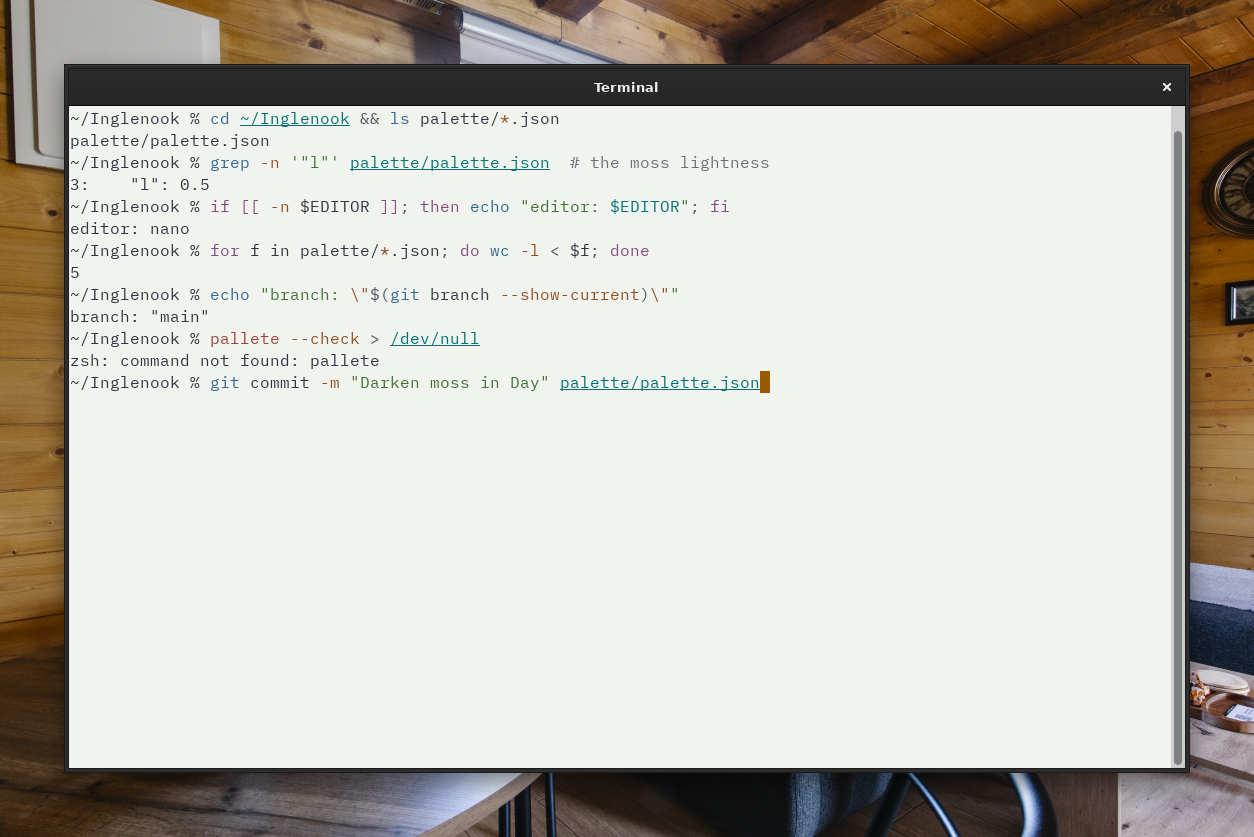 Terminal
~/Inglenook % cd ~/Inglenook && ls palette/*.json
palette/palette.json
~/Inglenook % grep -n '"l"' palette/palette.json  # the moss lightness
3:    "l": 0.5
~/Inglenook % if [[ -n $EDITOR ]]; then echo "editor: $EDITOR"; fi
editor: nano
~/Inglenook % for f in palette/*.json; do wc -l < $f; done
5
~/Inglenook % echo "branch: \"$(git branch --show-current)\""
branch: "main"
~/Inglenook % pallete --check > /dev/null
zsh: command not found: pallete
~/Inglenook % git commit -m "Darken moss in Day" palette/palette.json